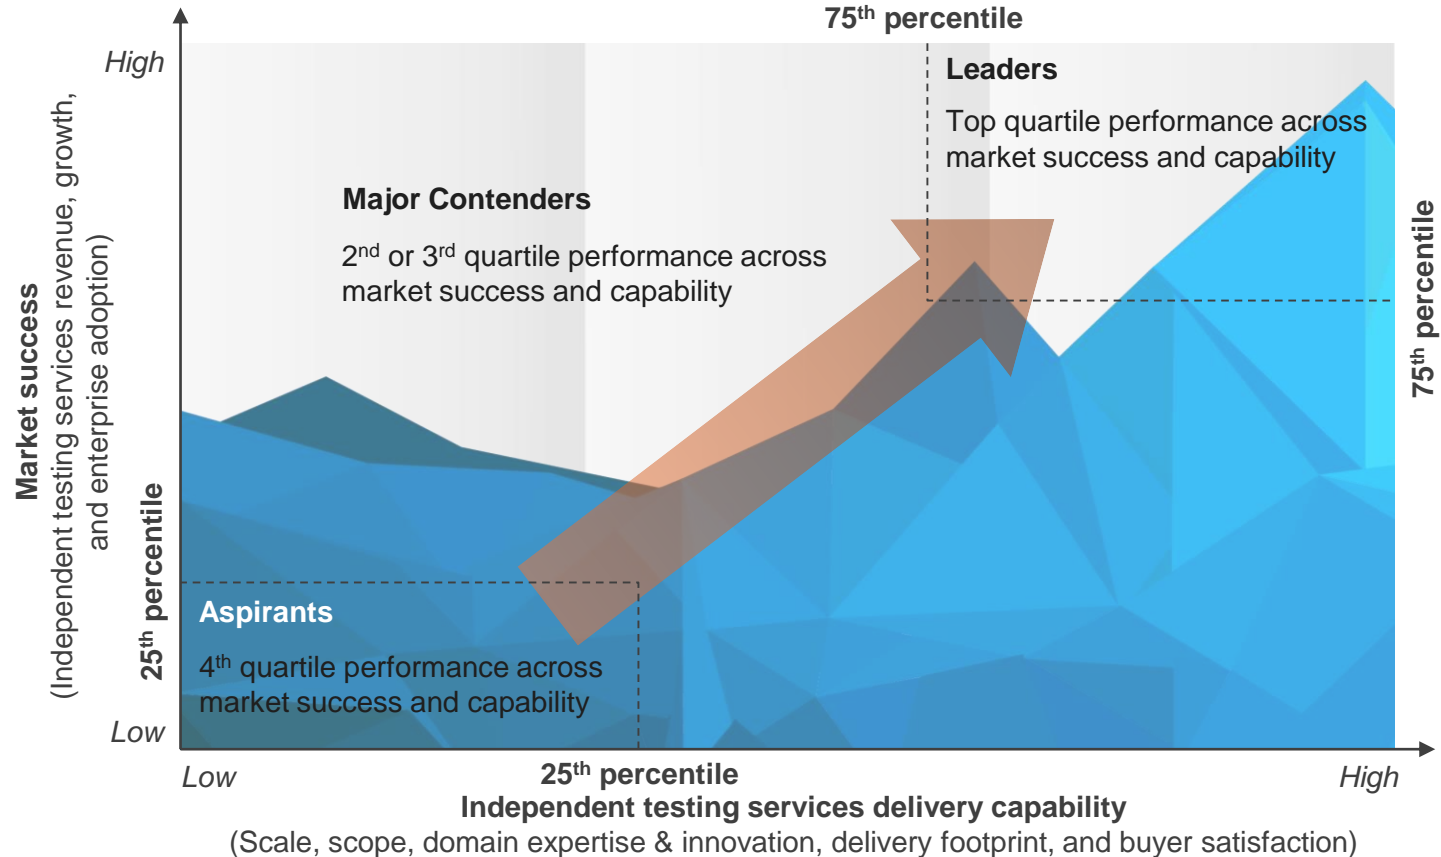 75th percentile
High
Leaders
Top quartile performance across
market success and capability
Major Contenders
2nd or 3rd quartile performance across
market success and capability
75th percentile
Market success
(Independent testing services revenue, growth,
and enterprise adoption)
25th percentile
Aspirants
4th quartile performance across
market success and capability
Low
Low
25th percentile
High
Independent testing services delivery capability
(Scale, scope, domain expertise & innovation, delivery footprint, and buyer satisfaction)